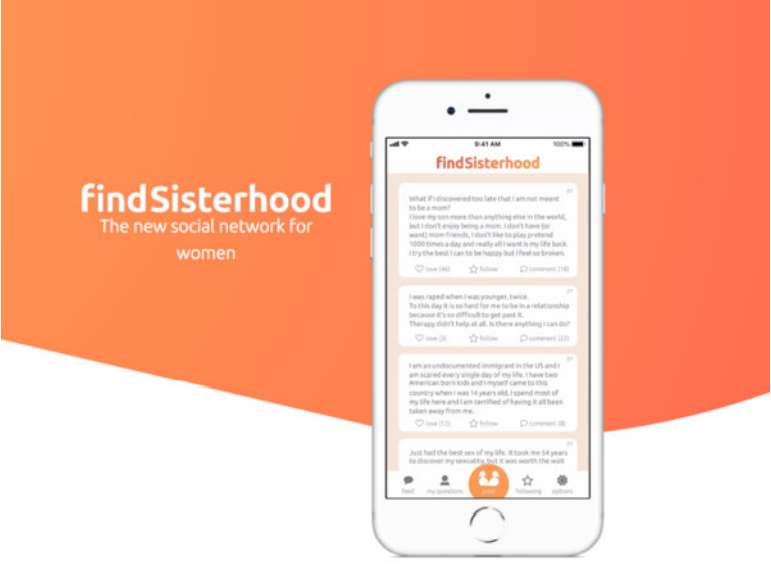 findSisterhood
The new social network for
women
9:41 AM
100%
findSisterhood
What if I discovered too late that I am not meant
to be a mom?
I love my son more than anything else in the world,
but I don't enjoy being a mom. I don't have (or
want) mom friends, I don't like to play pretend
1000 times a day and really all I want is my life back.
I try the best I can to be happy but I feel so broken.
love (46) follow comment (18)
I was raped when I was younger, twice.
To this day it is so hard for me to be in a relationship
because it's so difficult to get past it.
Therapy didn't help at all. Is there anything I can do?
love (3) follow comment (22)
I am an undocumented immigrant in the US and I
am scared every single day of my life. I have two
American born kids and I myself came to this
country when I was 14 years old. I spend most of
my life here and I am terrified of having it all been
taken away from me.
love (12) follow comment (8)
Just had the best sex of my life. It took me 54 years
to discover my sexuality, but it was worth the wait
feed my questions post following options